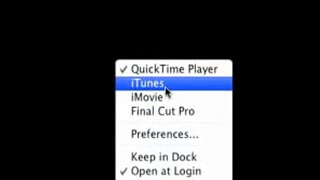 ✓ QuickTime Player
iTunes
iMovie
Final Cut Pro
Preferences...
Keep in Dock
✓ Open at Login